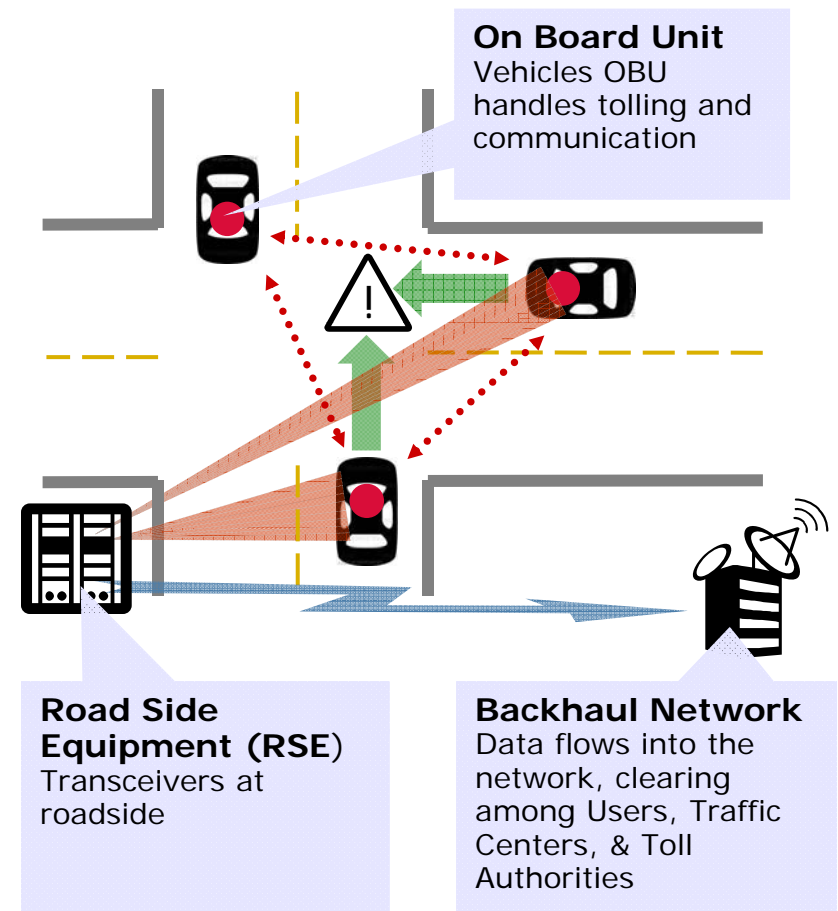 On Board Unit
Vehicles OBU
handles tolling and
communication
!
Road Side
Equipment (RSE)
Transceivers at
roadside
Backhaul Network
Data flows into the
network, clearing
among Users, Traffic
Centers, & Toll
Authorities